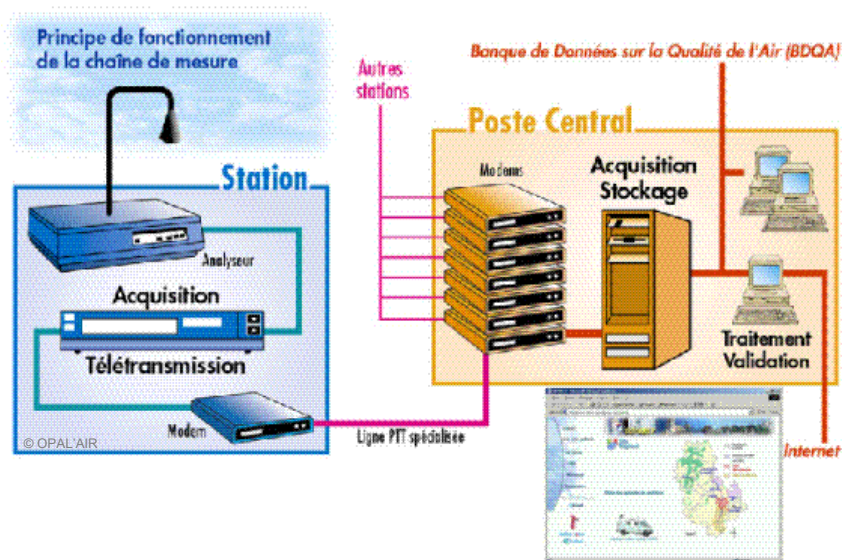 Principe de fonctionnement
de la chaîne de mesure
Autres
stations
Banque de Données sur la Qualité de l'Air (BDQA)
Poste Central
Station
Modems
Acquisition
Stockage
Analyseur
Acquisition
Télétransmission
Traitement
Validation
Modem
© OPAL'AIR
Ligne PTT spécialisée
Internet